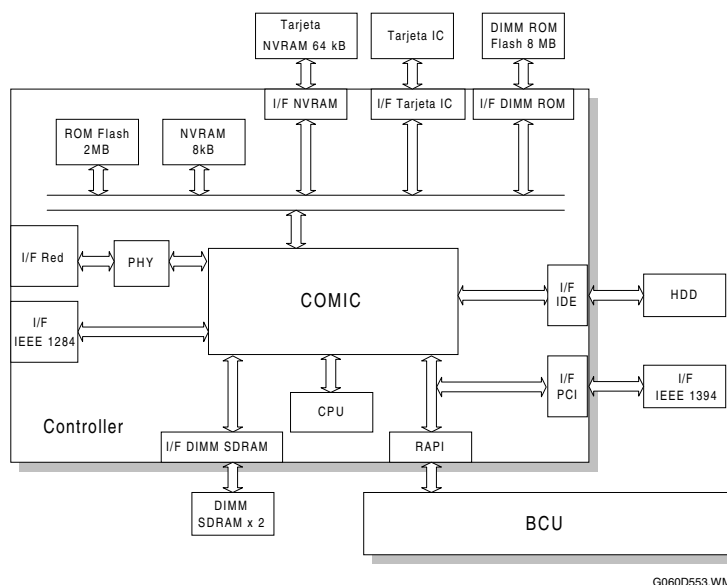 Tarjeta
NVRAM 64 kB
Tarjeta IC
DIMM ROM
Flash 8 MB
I/F NVRAM
I/F Tarjeta IC
I/F DIMM ROM
ROM Flash
2MB
NVRAM
8kB
I/F Red
PHY
COMIC
I/F
IDE
HDD
I/F
IEEE 1284
I/F
PCI
I/F
IEEE 1394
CPU
Controller
I/F DIMM SDRAM
RAPI
DIMM
SDRAM x 2
BCU